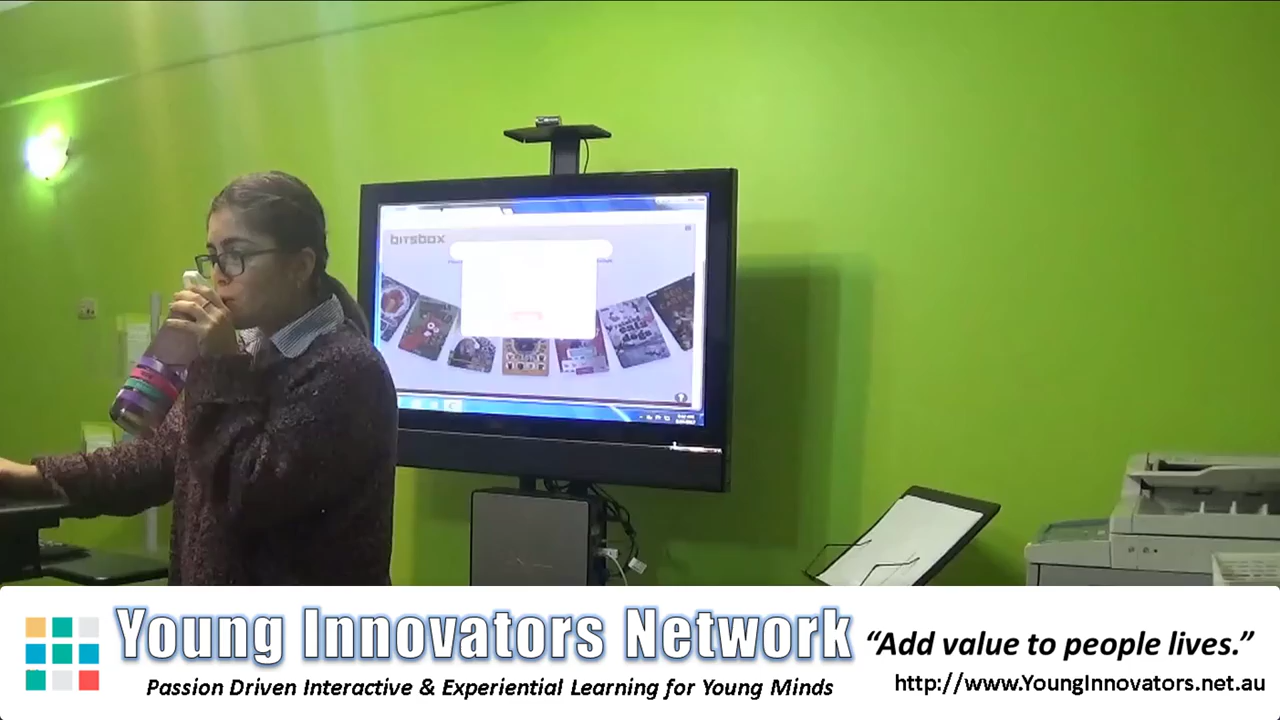 bitsbox
Young Innovators Network
Passion Driven Interactive & Experiential Learning for Young Minds
“Add value to people lives.”
http://www.YoungInnovators.net.au